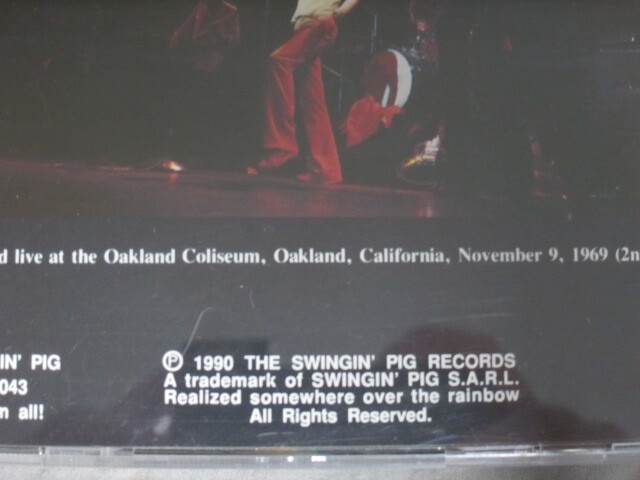 d live at the Oakland Coliseum, Oakland, California, November 9, 1969 (2n
IN' PIG
043
n all!
℗ 1990 THE SWINGIN' PIG RECORDS
A trademark of SWINGIN' PIG S.A.R.L.
Realized somewhere over the rainbow
All Rights Reserved.